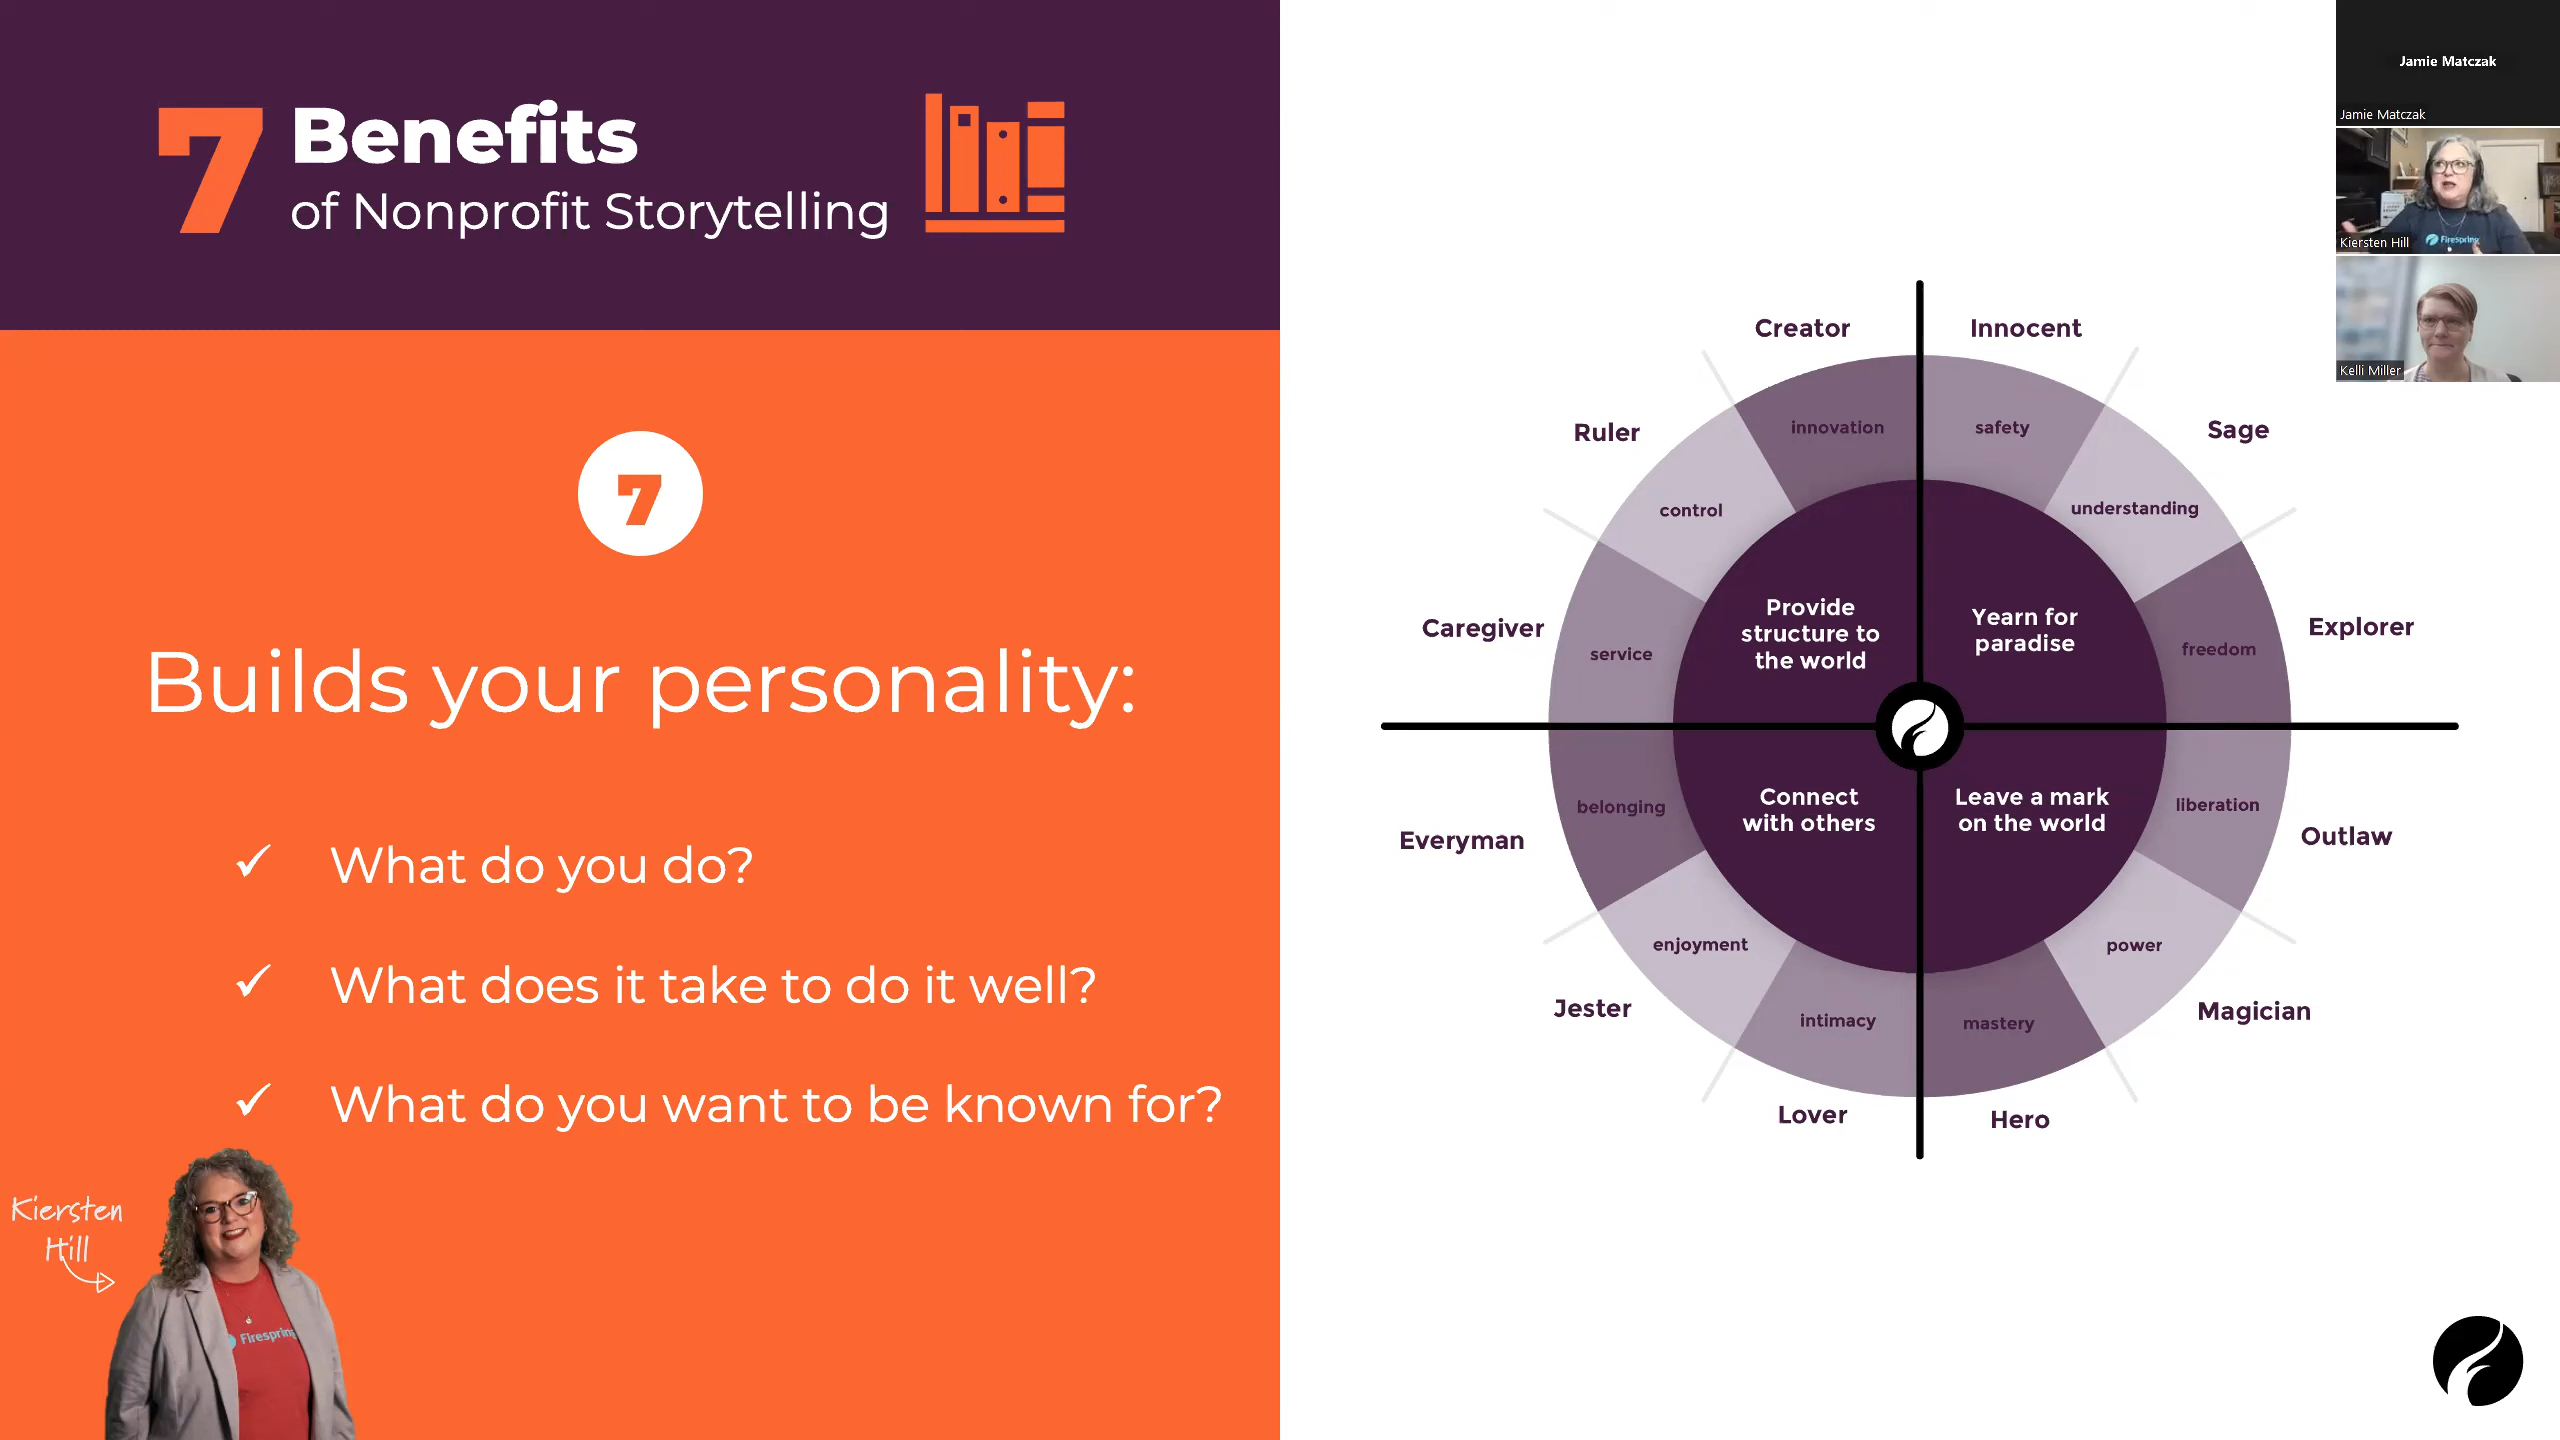 7 Benefits
of Nonprofit Storytelling
7
Builds your personality:
✓ What do you do?
✓ What does it take to do it well?
✓ What do you want to be known for?
Kiersten
Hill
Firespring
Creator
Innocent
Ruler
Sage
Caregiver
Explorer
Everyman
Outlaw
Jester
Magician
Lover
Hero
innovation
safety
control
understanding
service
freedom
belonging
liberation
enjoyment
power
intimacy
mastery
Provide
structure to
the world
Yearn for
paradise
Connect
with others
Leave a mark
on the world
Jamie Matczak
Jamie Matczak
Firespring
Kiersten Hill
Kelli Miller